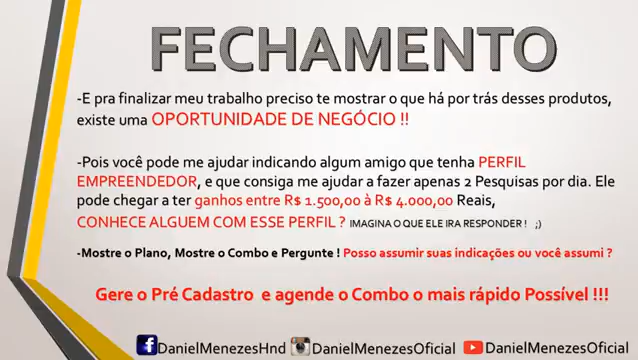 FECHAMENTO
-E pra finalizar meu trabalho preciso te mostrar o que há por trás desses produtos,
existe uma OPORTUNIDADE DE NEGÓCIO !!
-Pois você pode me ajudar indicando algum amigo que tenha PERFIL
EMPREENDEDOR, e que consiga me ajudar a fazer apenas 2 Pesquisas por dia. Ele
pode chegar a ter ganhos entre R$ 1.500,00 à R$ 4.000,00 Reais,
CONHECE ALGUEM COM ESSE PERFIL ? IMAGINA O QUE ELE IRA RESPONDER ! ;)
-Mostre o Plano, Mostre o Combo e Pergunte ! Posso assumir suas indicações ou você assumi ?
Gere o Pré Cadastro e agende o Combo o mais rápido Possível !!!
DanielMenezesHnd DanielMenezesOficial DanielMenezesOficial